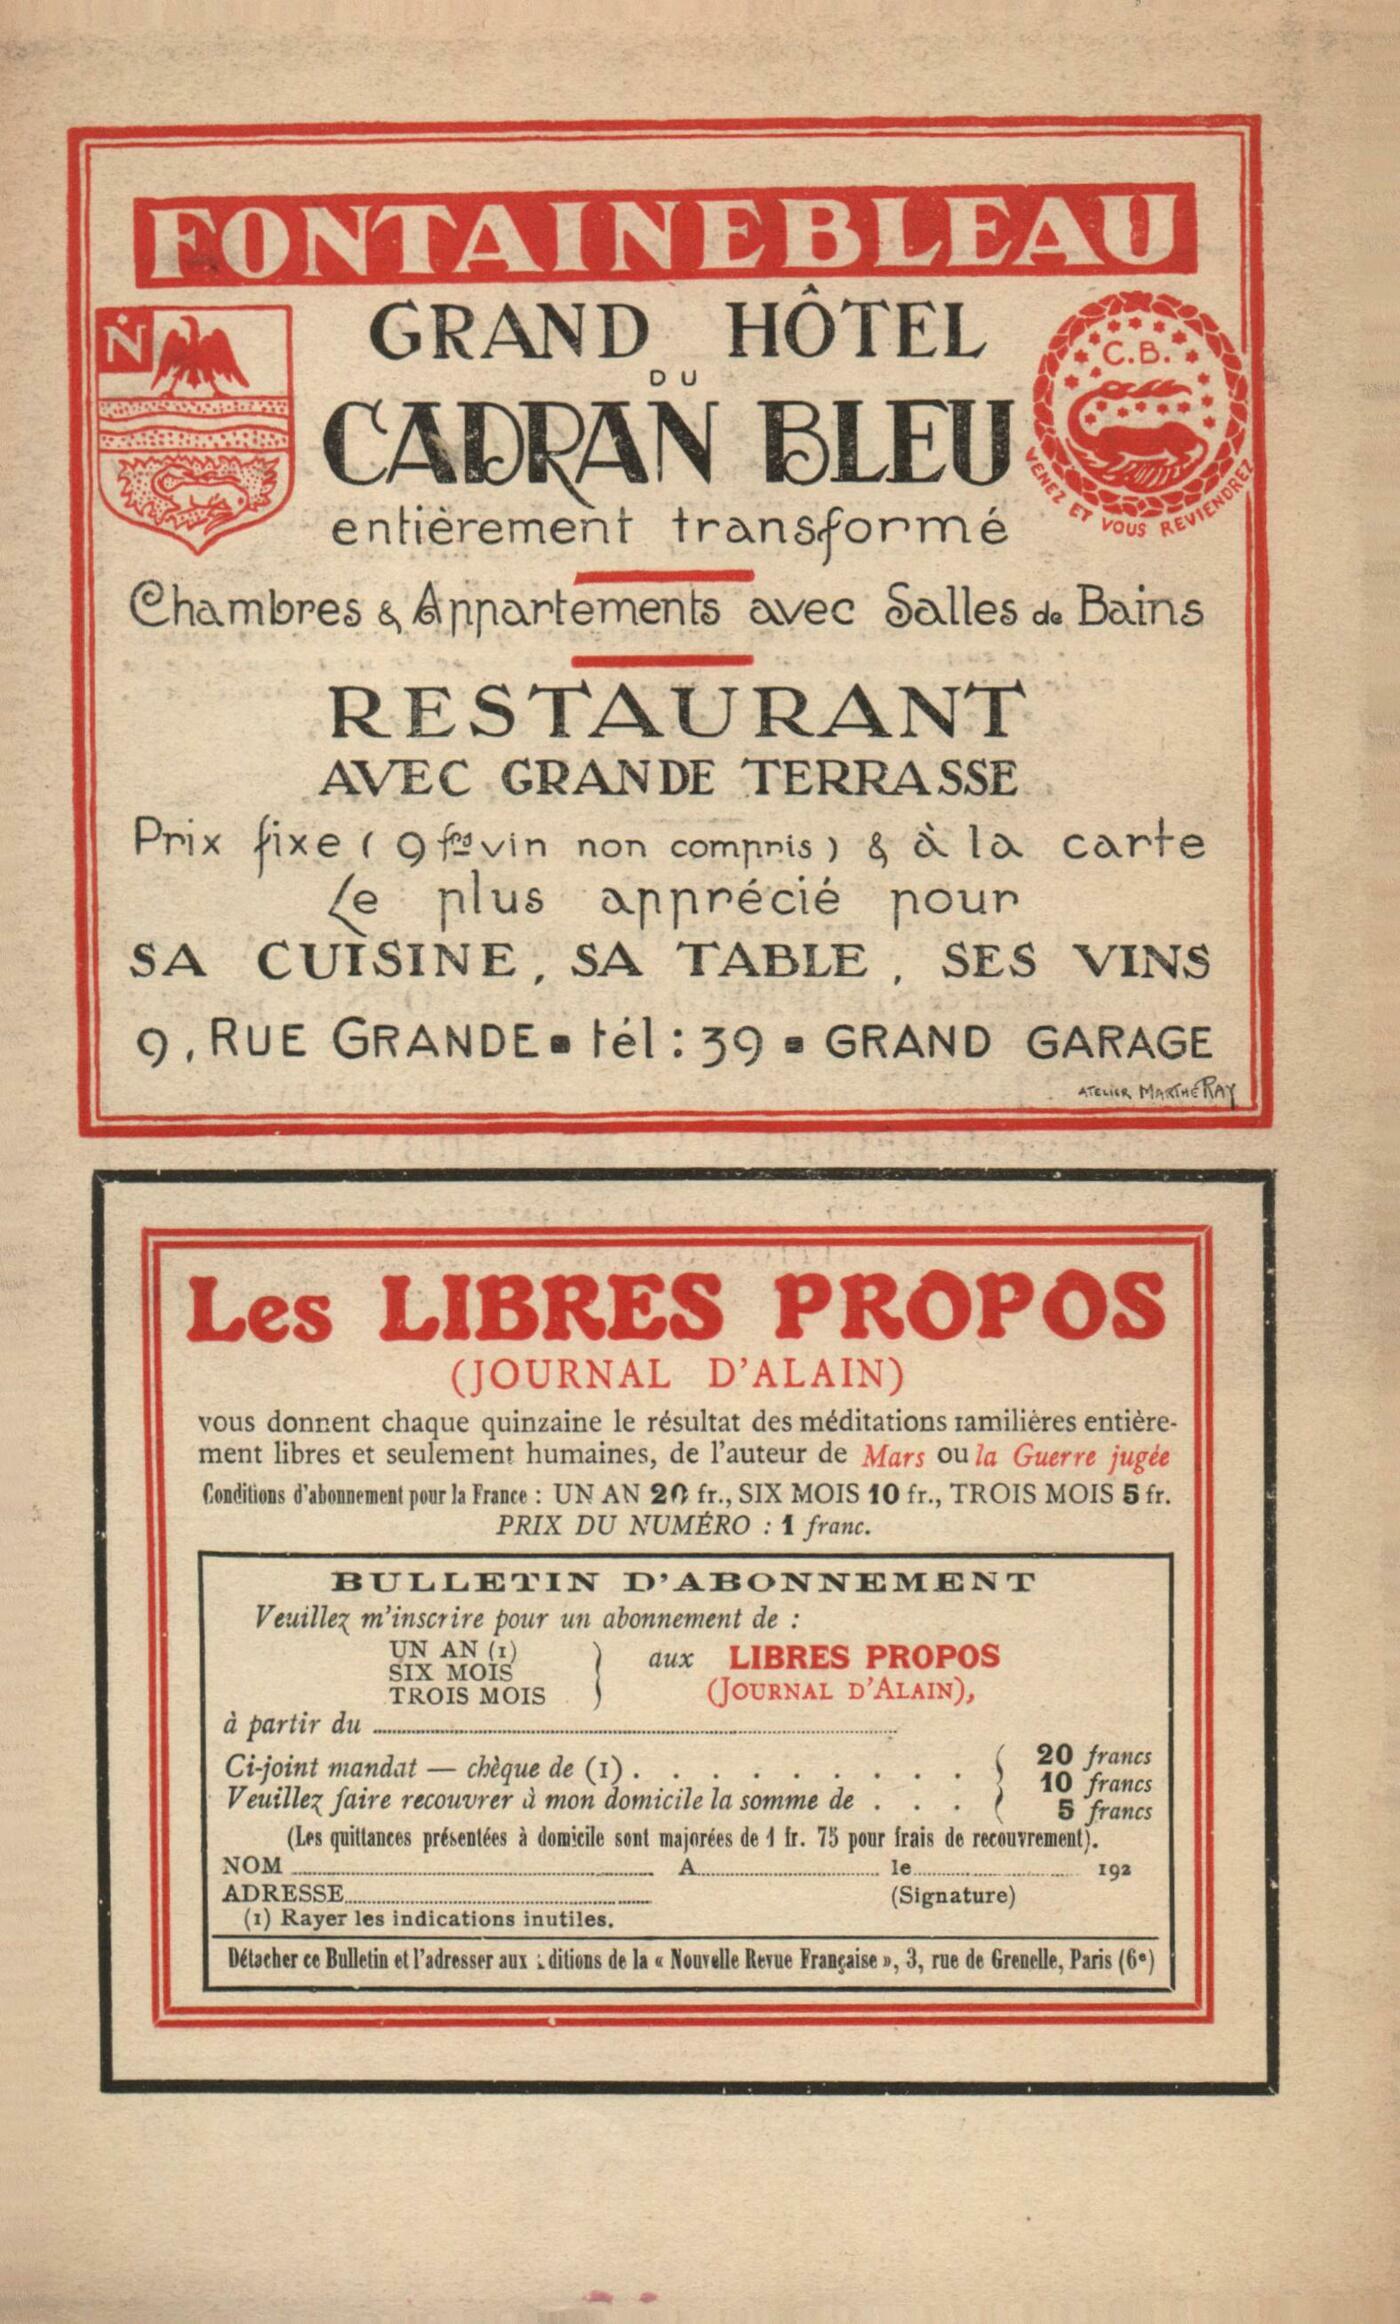 FONTAINEBLEAU
N
GRAND HÔTEL
DU
CADRAN BLEU
C.B.
VENEZ ET VOUS REVIENDREZ
entièrement transformé
Chambres & Appartements avec Salles de Bains
RESTAURANT
AVEC GRANDE TERRASSE
Prix fixe ( 9 frs vin non compris ) & à la carte
Le plus apprécié pour
SA CUISINE, SA TABLE, SES VINS
9, RUE GRANDE ▪ tél : 39 ▪ GRAND GARAGE
ATELIER MARTHE RAY
Les LIBRES PROPOS
(JOURNAL D'ALAIN)
vous donnent chaque quinzaine le résultat des méditations familières entière-
ment libres et seulement humaines, de l'auteur de Mars ou la Guerre jugée
Conditions d'abonnement pour la France : UN AN 20 fr., SIX MOIS 10 fr., TROIS MOIS 5 fr.
PRIX DU NUMÉRO : 1 franc.
BULLETIN D'ABONNEMENT
Veuillez m'inscrire pour un abonnement de :
UN AN (1)
SIX MOIS
TROIS MOIS
aux LIBRES PROPOS
(JOURNAL D'ALAIN),
à partir du
Ci-joint mandat — chèque de (1) . . . . . . . . . .
Veuillez faire recouvrer à mon domicile la somme de . . .
20 francs
10 francs
5 francs
(Les quittances présentées à domicile sont majorées de 1 fr. 75 pour frais de recouvrement).
NOM A le 192
ADRESSE (Signature)
(1) Rayer les indications inutiles.
Détacher ce Bulletin et l'adresser aux ditions de la « Nouvelle Revue Française », 3, rue de Grenelle, Paris (6e)